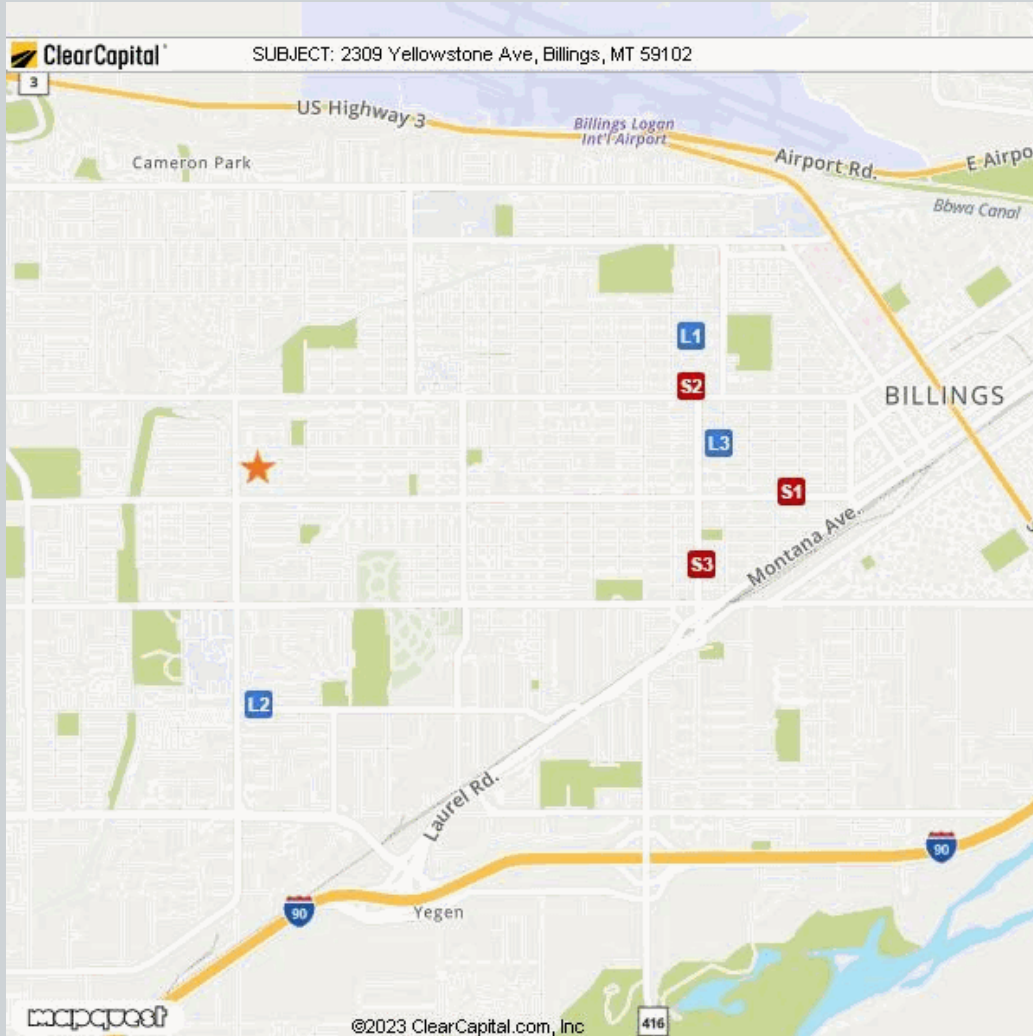 ClearCapital
SUBJECT: 2309 Yellowstone Ave, Billings, MT 59102
3
US Highway 3
Billings Logan
Int'l Airport
Airport Rd.
E Airpo
Cameron Park
Bbwa Canal
L1
S2
BILLINGS
L3
S1
Montana Ave.
S3
L2
Laurel Rd.
90
90
Yegen
mapquest
©2023 ClearCapital.com, Inc
416